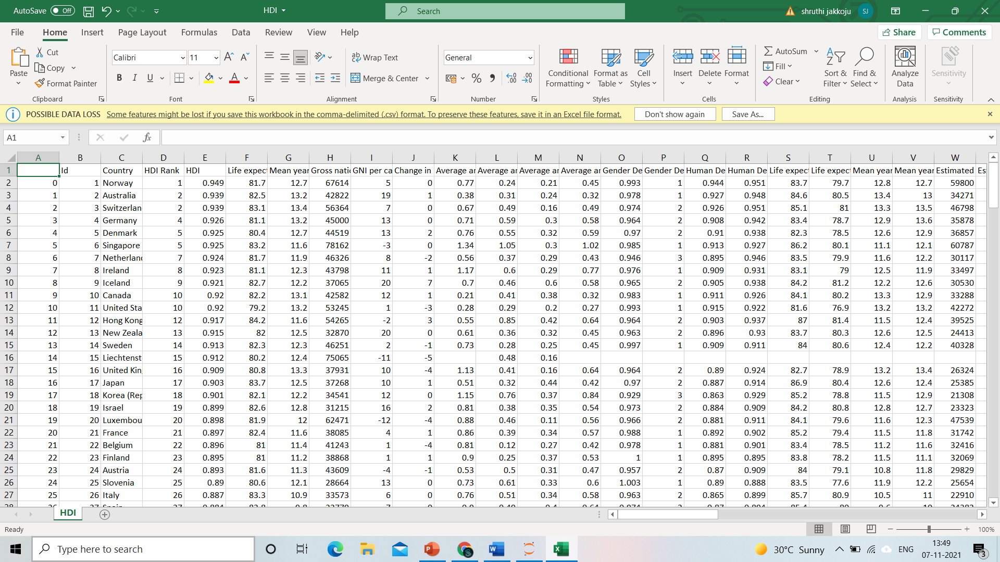 AutoSave Off HDI Search shruthi jakkoju SJ
File Home Insert Page Layout Formulas Data Review View Help Share Comments
Paste Cut Copy Format Painter Clipboard
Calibri 11 B I U Font
Wrap Text Merge & Center Alignment
General % Number
Conditional Formatting Format as Table Cell Styles Styles
Insert Delete Format Cells
AutoSum Fill Clear Sort & Filter Find & Select Editing
Analyze Data Analysis
Sensitivity Sensitivity
POSSIBLE DATA LOSS Some features might be lost if you save this workbook in the comma-delimited (.csv) format. To preserve these features, save it in an Excel file format. Don't show again Save As...
A1 fx
A B C D E F G H I J K L M N O P Q R S T U V W
1 Id Country HDI Rank HDI Life expec Mean year Gross nati GNI per ca Change in Average ar Average ar Average ar Average ar Gender De Gender De Human De Human De Life expec Life expec Mean year Mean year Estimated Es
2 0 1 Norway 1 0.949 81.7 12.7 67614 5 0 0.77 0.24 0.21 0.45 0.993 1 0.944 0.951 83.7 79.7 12.8 12.7 59800
3 1 2 Australia 2 0.939 82.5 13.2 42822 19 1 0.38 0.31 0.24 0.32 0.978 1 0.927 0.948 84.6 80.5 13.4 13 34271
4 2 3 Switzerlan 2 0.939 83.1 13.4 56364 7 0 0.67 0.49 0.16 0.49 0.974 2 0.926 0.951 85.1 81 13.3 13.5 46798
5 3 4 Germany 4 0.926 81.1 13.2 45000 13 0 0.71 0.59 0.3 0.58 0.964 2 0.908 0.942 83.4 78.7 12.9 13.6 35878
6 4 5 Denmark 5 0.925 80.4 12.7 44519 13 2 0.76 0.55 0.32 0.59 0.97 2 0.91 0.938 82.3 78.5 12.6 12.9 36857
7 5 6 Singapore 5 0.925 83.2 11.6 78162 -3 0 1.34 1.05 0.3 1.02 0.985 1 0.913 0.927 86.2 80.1 11.1 12.1 60787
8 6 7 Netherland 7 0.924 81.7 11.9 46326 8 -2 0.56 0.37 0.29 0.43 0.946 3 0.895 0.946 83.5 79.9 11.6 12.2 30117
9 7 8 Ireland 8 0.923 81.1 12.3 43798 11 1 1.17 0.6 0.29 0.77 0.976 1 0.909 0.931 83.1 79 12.5 11.9 33497
10 8 9 Iceland 9 0.921 82.7 12.2 37065 20 7 0.7 0.46 0.6 0.58 0.965 2 0.905 0.938 84.2 81.2 12.2 12.6 30530
11 9 10 Canada 10 0.92 82.2 13.1 42582 12 1 0.21 0.41 0.38 0.32 0.983 1 0.911 0.926 84.1 80.2 13.3 12.9 33288
12 10 11 United Sta 10 0.92 79.2 13.2 53245 1 -3 0.28 0.29 0.2 0.27 0.993 1 0.915 0.922 81.6 76.9 13.2 13.2 42272
13 11 12 Hong Kong 12 0.917 84.2 11.6 54265 -2 3 0.55 0.85 0.42 0.64 0.964 2 0.903 0.937 87 81.4 11.5 12.4 39525
14 12 13 New Zeala 13 0.915 82 12.5 32870 20 0 0.61 0.36 0.32 0.45 0.963 2 0.896 0.93 83.7 80.3 12.6 12.5 24413
15 13 14 Sweden 14 0.913 82.3 12.3 46251 2 -1 0.73 0.28 0.25 0.45 0.997 1 0.909 0.911 84 80.6 12.4 12.2 40328
16 14 15 Liechtenst 15 0.912 80.2 12.4 75065 -11 -5 0.48 0.16
17 15 16 United Kin 16 0.909 80.8 13.3 37931 10 -4 1.13 0.41 0.16 0.64 0.964 2 0.89 0.924 82.7 78.9 13.2 13.4 26324
18 16 17 Japan 17 0.903 83.7 12.5 37268 10 1 0.51 0.32 0.44 0.42 0.97 2 0.887 0.914 86.9 80.4 12.6 12.4 25385
19 17 18 Korea (Rep 18 0.901 82.1 12.2 34541 12 0 1.15 0.76 0.37 0.84 0.929 3 0.863 0.929 85.2 78.8 11.5 12.9 21308
20 18 19 Israel 19 0.899 82.6 12.8 31215 16 2 0.81 0.38 0.35 0.54 0.973 2 0.884 0.909 84.2 80.8 12.8 12.7 23323
21 19 20 Luxembou 20 0.898 81.9 12 62471 -12 -4 0.88 0.46 0.11 0.56 0.966 2 0.881 0.911 84.1 79.6 11.6 12.3 47539
22 20 21 France 21 0.897 82.4 11.6 38085 4 1 0.86 0.39 0.34 0.57 0.988 1 0.892 0.902 85.2 79.4 11.5 11.8 31742
23 21 22 Belgium 22 0.896 81 11.4 41243 1 -4 0.81 0.12 0.27 0.42 0.978 1 0.881 0.901 83.4 78.5 11.2 11.6 32416
24 22 23 Finland 23 0.895 81 11.2 38868 1 1 0.9 0.25 0.37 0.53 1 1 0.895 0.895 83.8 78.2 11.5 11.1 32069
25 23 24 Austria 24 0.893 81.6 11.3 43609 -4 -1 0.53 0.5 0.31 0.47 0.957 2 0.87 0.909 84 79.1 10.8 11.8 29829
26 24 25 Slovenia 25 0.89 80.6 12.1 28664 13 0 0.73 0.61 0.33 0.6 1.003 1 0.89 0.888 83.5 77.6 11.9 12.2 25654
27 25 26 Italy 26 0.887 83.3 10.9 33573 6 0 0.76 0.51 0.34 0.58 0.963 2 0.865 0.899 85.7 80.9 10.5 11 22910
HDI
Ready 100%
Type here to search 30°C Sunny ENG 13:49
07-11-2021 3